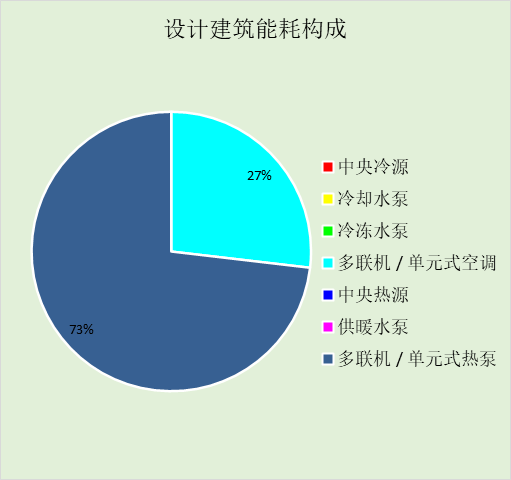 设计建筑能耗构成
27%
73%
中央冷源
冷却水泵
冷冻水泵
多联机 / 单元式空调
中央热源
供暖水泵
多联机 / 单元式热泵